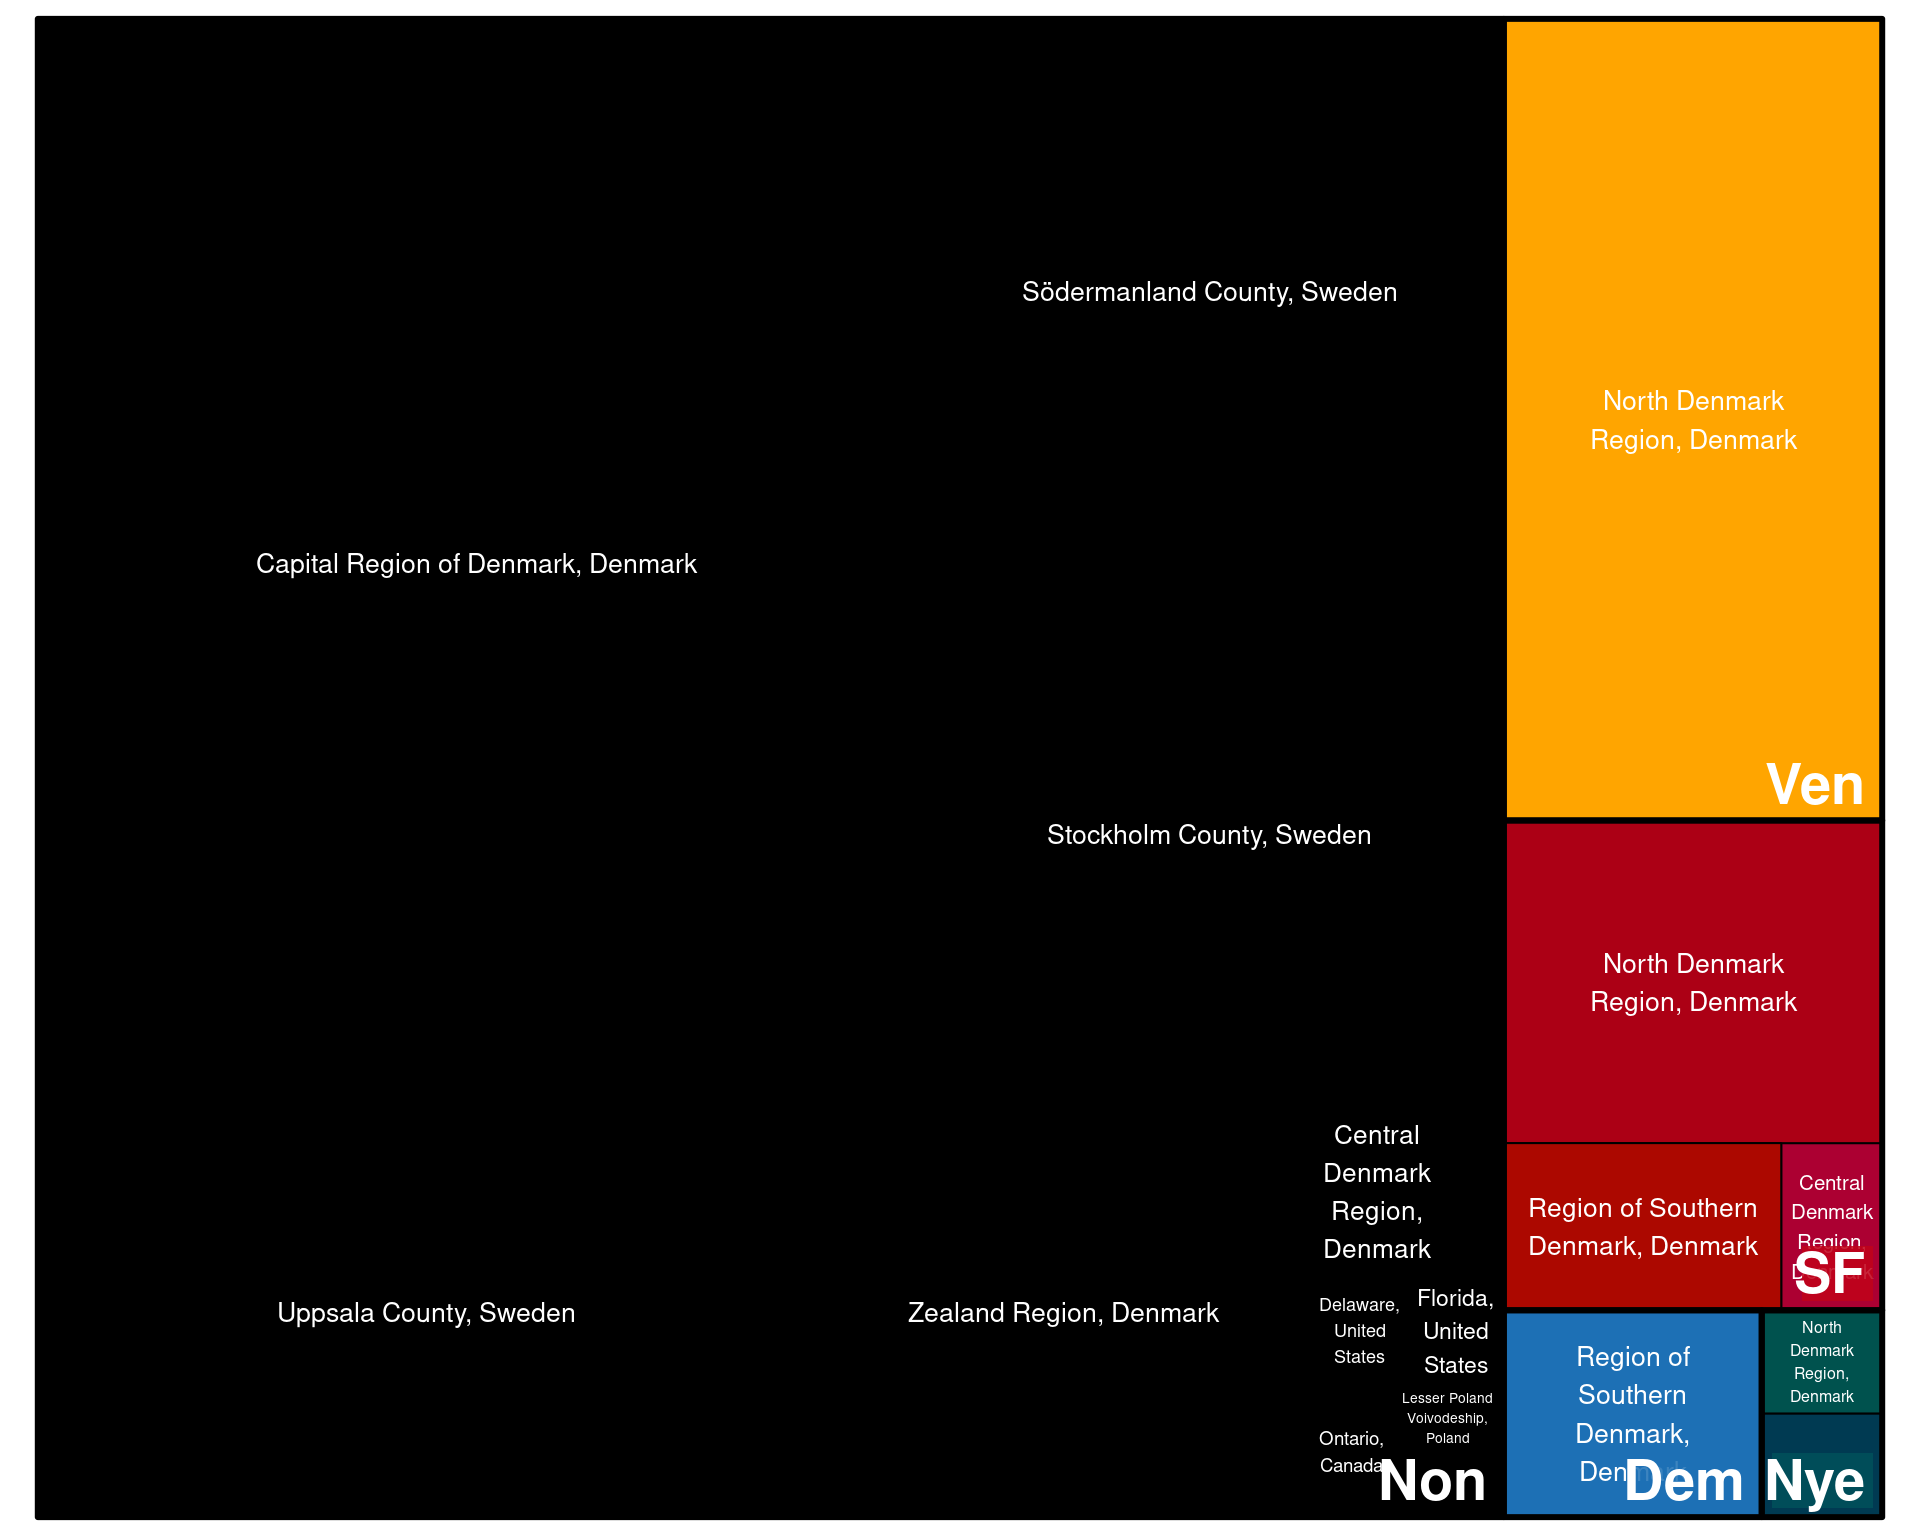 Södermanland County, Sweden
Capital Region of Denmark, Denmark
Stockholm County, Sweden
Uppsala County, Sweden
Zealand Region, Denmark
Central
Denmark
Region,
Denmark
Delaware,
United
States
Florida,
United
States
Lesser Poland
Voivodeship,
Poland
Ontario,
Canada
Non
North Denmark
Region, Denmark
Ven
North Denmark
Region, Denmark
Region of Southern
Denmark, Denmark
Central
Denmark
Region,
SF
Region of
Southern
Denmark,
Dem
North
Denmark
Region,
Denmark
Nye